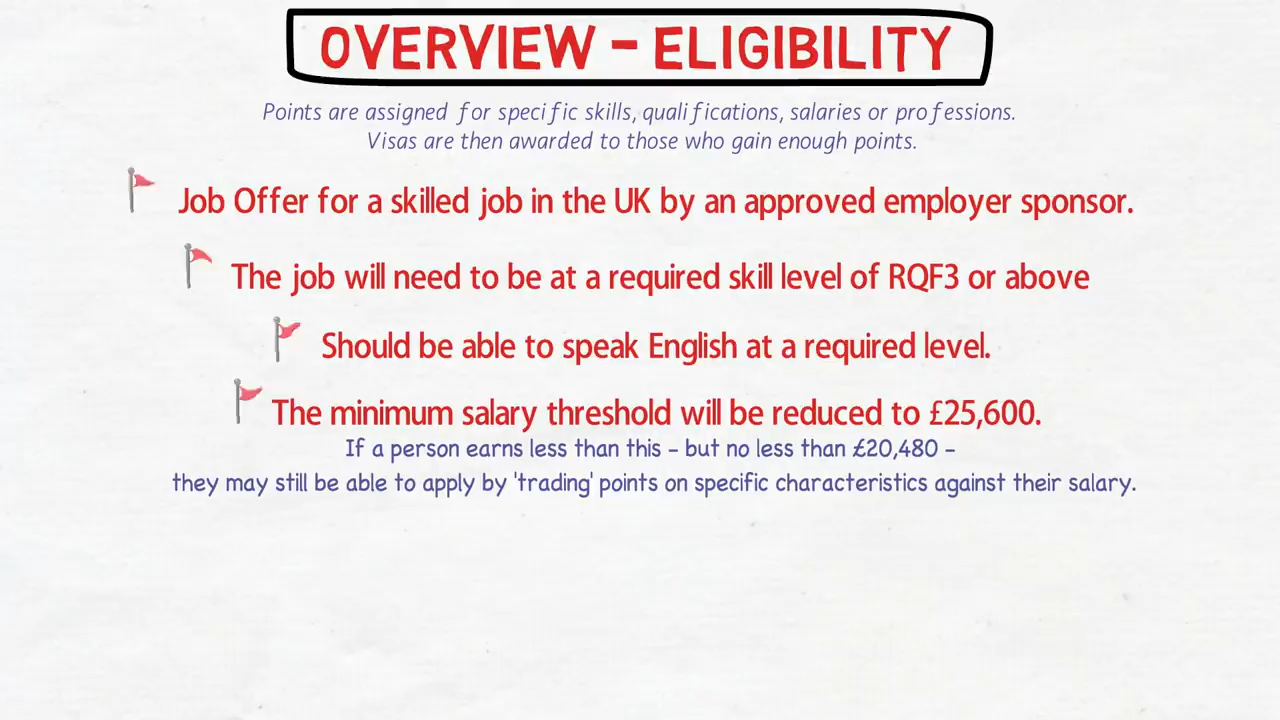 OVERVIEW - ELIGIBILITY
Points are assigned for specific skills, qualifications, salaries or professions.
Visas are then awarded to those who gain enough points.
Job Offer for a skilled job in the UK by an approved employer sponsor.
The job will need to be at a required skill level of RQF3 or above
Should be able to speak English at a required level.
The minimum salary threshold will be reduced to £25,600.
If a person earns less than this – but no less than £20,480 –
they may still be able to apply by 'trading' points on specific characteristics against their salary.